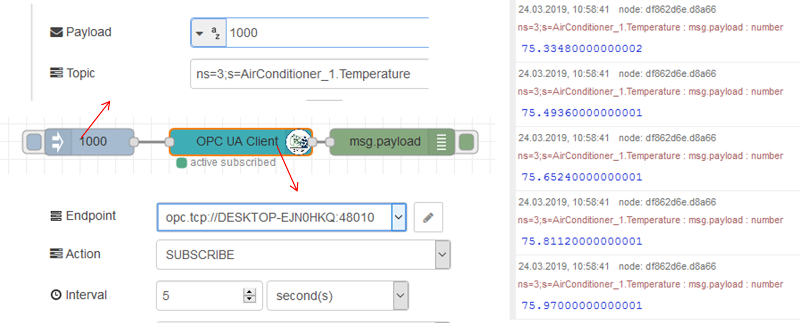 Payload
a
z
1000
Topic
ns=3;s=AirConditioner_1.Temperature
1000
OPC UA Client
msg.payload
active subscribed
Endpoint
opc.tcp://DESKTOP-EJN0HKQ:48010
Action
SUBSCRIBE
Interval
5
second(s)
24.03.2019, 10:58:41 node: df862d6e.d8a66
ns=3;s=AirConditioner_1.Temperature : msg.payload : number
75.33480000000002
24.03.2019, 10:58:41 node: df862d6e.d8a66
ns=3;s=AirConditioner_1.Temperature : msg.payload : number
75.49360000000001
24.03.2019, 10:58:41 node: df862d6e.d8a66
ns=3;s=AirConditioner_1.Temperature : msg.payload : number
75.65240000000001
24.03.2019, 10:58:41 node: df862d6e.d8a66
ns=3;s=AirConditioner_1.Temperature : msg.payload : number
75.81120000000001
24.03.2019, 10:58:41 node: df862d6e.d8a66
ns=3;s=AirConditioner_1.Temperature : msg.payload : number
75.97000000000001